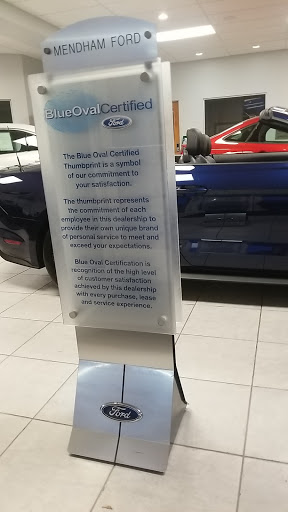 MENDHAM FORD
BlueOvalCertified
Ford
The Blue Oval Certified
Thumbprint is a symbol
of our commitment to
your satisfaction.
The thumbprint represents
the commitment of each
employee in this dealership to
provide their own unique brand
of personal service to meet and
exceed your expectations.
Blue Oval Certification is
recognition of the high level
of customer satisfaction
achieved by this dealership
with every purchase, lease
and service experience.
Ford